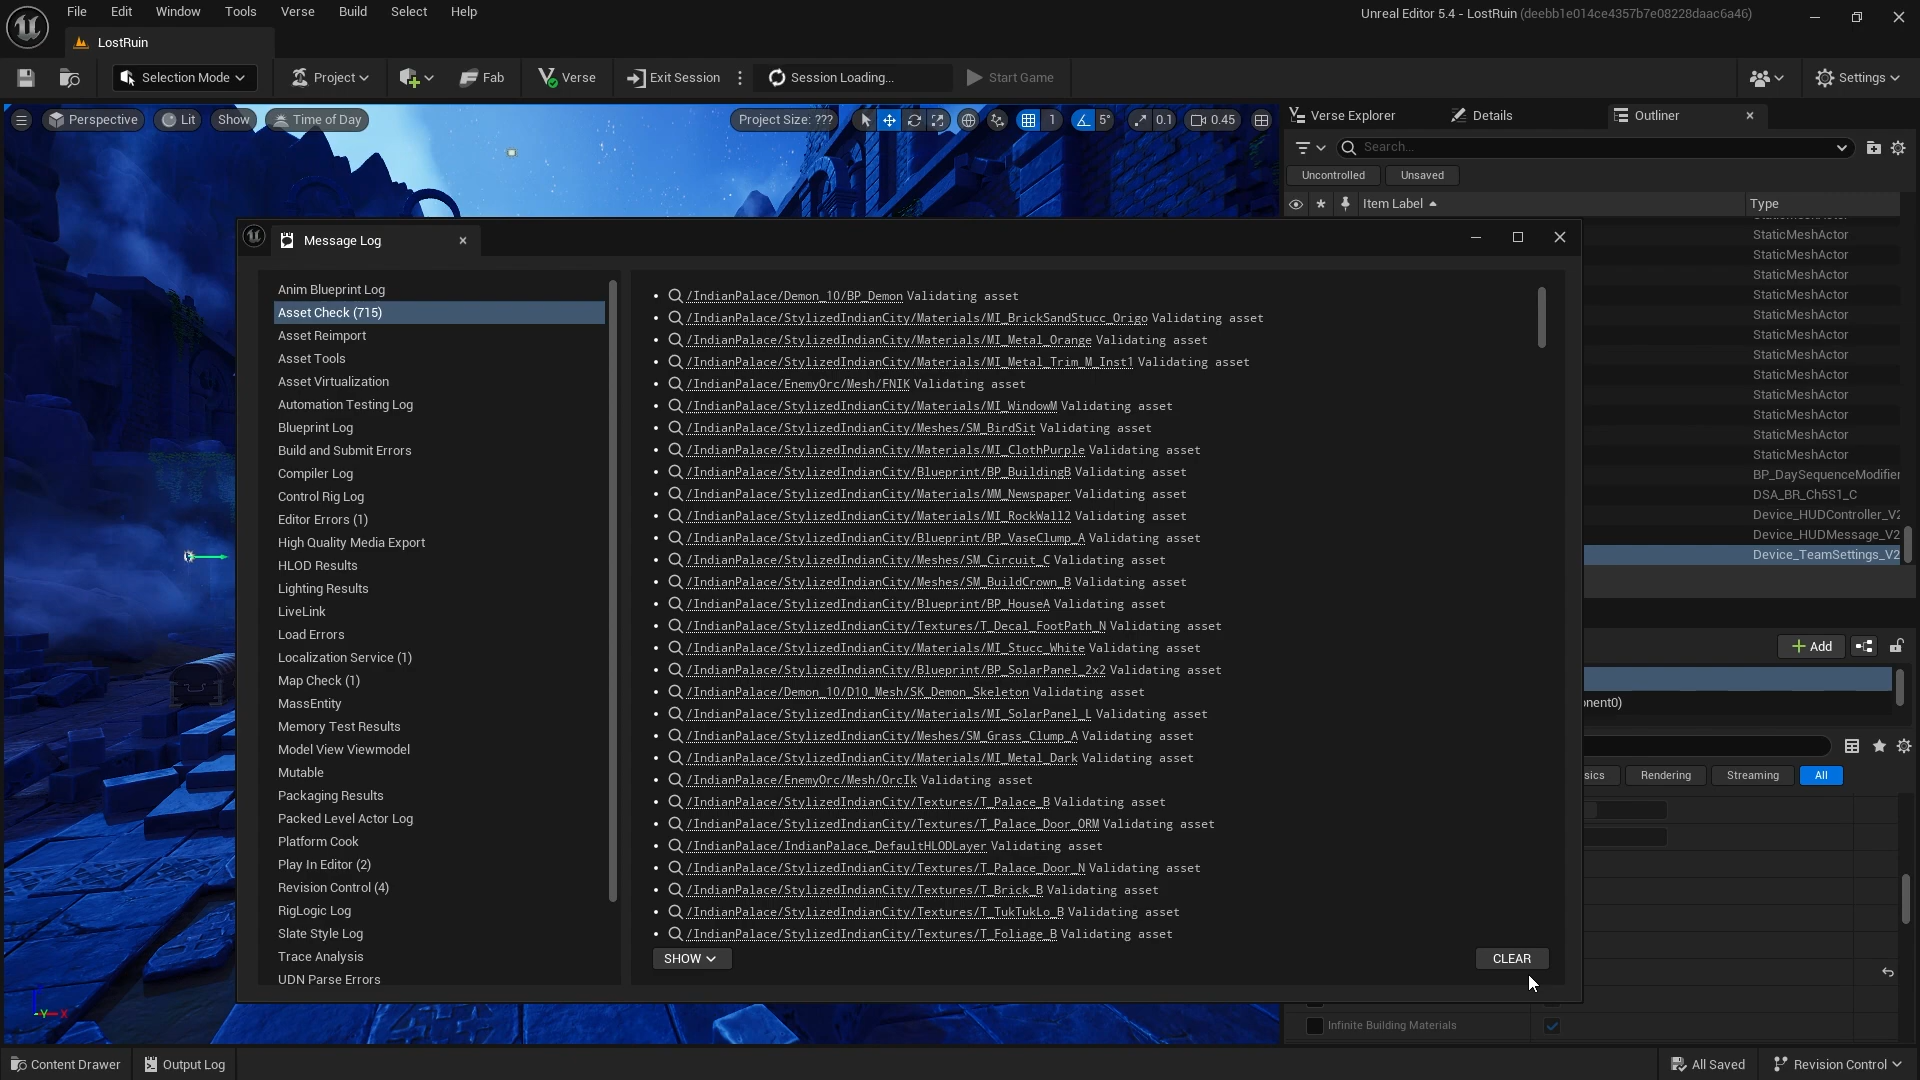 File Edit Window Tools Verse Build Select Help
Unreal Editor 5.4 - LostRuin (deebb1e014ce4357b7e08228daac6a46)
LostRuin
Selection Mode Project Fab Verse Exit Session Session Loading... Start Game Settings
Perspective Lit Show Time of Day Project Size: ??? 1 5° 0.1 0.45
Verse Explorer Details Outliner
Search...
Uncontrolled Unsaved
Item Label Type
StaticMeshActor
StaticMeshActor
StaticMeshActor
StaticMeshActor
StaticMeshActor
StaticMeshActor
StaticMeshActor
StaticMeshActor
StaticMeshActor
StaticMeshActor
StaticMeshActor
StaticMeshActor
StaticMeshActor
BP_DaySequenceModifier
DSA_BR_Ch5S1_C
Device_HUDController_V2
Device_HUDMessage_V2
Device_TeamSettings_V2
Add
onent0)
sics Rendering Streaming All
Infinite Building Materials
Message Log
Anim Blueprint Log
Asset Check (715)
Asset Reimport
Asset Tools
Asset Virtualization
Automation Testing Log
Blueprint Log
Build and Submit Errors
Compiler Log
Control Rig Log
Editor Errors (1)
High Quality Media Export
HLOD Results
Lighting Results
LiveLink
Load Errors
Localization Service (1)
Map Check (1)
MassEntity
Memory Test Results
Model View Viewmodel
Mutable
Packaging Results
Packed Level Actor Log
Platform Cook
Play In Editor (2)
Revision Control (4)
RigLogic Log
Slate Style Log
Trace Analysis
UDN Parse Errors
/IndianPalace/Demon_10/BP_Demon Validating asset
/IndianPalace/StylizedIndianCity/Materials/MI_BrickSandStucc_Origo Validating asset
/IndianPalace/StylizedIndianCity/Materials/MI_Metal_Orange Validating asset
/IndianPalace/StylizedIndianCity/Materials/MI_Metal_Trim_M_Inst1 Validating asset
/IndianPalace/EnemyOrc/Mesh/FNIK Validating asset
/IndianPalace/StylizedIndianCity/Materials/MI_WindowM Validating asset
/IndianPalace/StylizedIndianCity/Meshes/SM_BirdSit Validating asset
/IndianPalace/StylizedIndianCity/Materials/MI_ClothPurple Validating asset
/IndianPalace/StylizedIndianCity/Blueprint/BP_BuildingB Validating asset
/IndianPalace/StylizedIndianCity/Materials/MM_Newspaper Validating asset
/IndianPalace/StylizedIndianCity/Materials/MI_RockWall2 Validating asset
/IndianPalace/StylizedIndianCity/Blueprint/BP_VaseClump_A Validating asset
/IndianPalace/StylizedIndianCity/Meshes/SM_Circuit_C Validating asset
/IndianPalace/StylizedIndianCity/Meshes/SM_BuildCrown_B Validating asset
/IndianPalace/StylizedIndianCity/Blueprint/BP_HouseA Validating asset
/IndianPalace/StylizedIndianCity/Textures/T_Decal_FootPath_N Validating asset
/IndianPalace/StylizedIndianCity/Materials/MI_Stucc_White Validating asset
/IndianPalace/StylizedIndianCity/Blueprint/BP_SolarPanel_2x2 Validating asset
/IndianPalace/Demon_10/D10_Mesh/SK_Demon_Skeleton Validating asset
/IndianPalace/StylizedIndianCity/Materials/MI_SolarPanel_L Validating asset
/IndianPalace/StylizedIndianCity/Meshes/SM_Grass_Clump_A Validating asset
/IndianPalace/StylizedIndianCity/Materials/MI_Metal_Dark Validating asset
/IndianPalace/EnemyOrc/Mesh/OrcIk Validating asset
/IndianPalace/StylizedIndianCity/Textures/T_Palace_B Validating asset
/IndianPalace/StylizedIndianCity/Textures/T_Palace_Door_ORM Validating asset
/IndianPalace/IndianPalace_DefaultHLODLayer Validating asset
/IndianPalace/StylizedIndianCity/Textures/T_Palace_Door_N Validating asset
/IndianPalace/StylizedIndianCity/Textures/T_Brick_B Validating asset
/IndianPalace/StylizedIndianCity/Textures/T_TukTukLo_B Validating asset
/IndianPalace/StylizedIndianCity/Textures/T_Foliage_B Validating asset
SHOW CLEAR
Y X
Content Drawer Output Log All Saved Revision Control